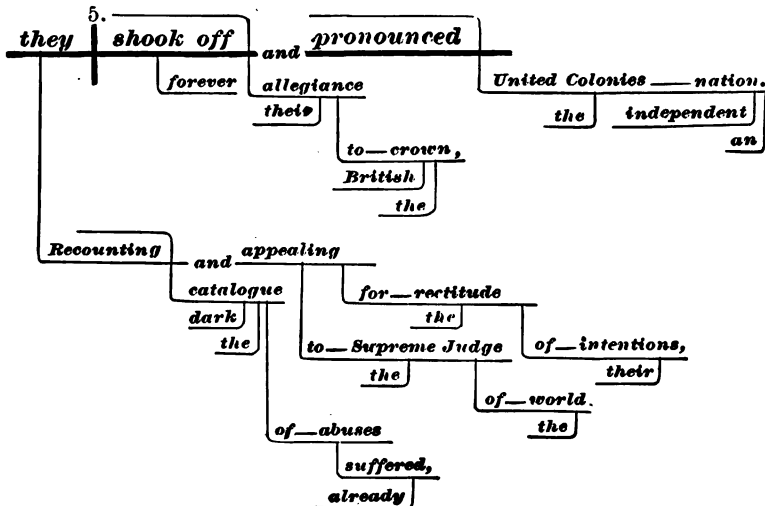 5.
they shook off and pronounced
forever allegiance United Colonies — nation.
their the independent
an
to—crown,
British
the
Recounting and appealing
catalogue for—rectitude
dark the
the to—Supreme Judge of—intentions,
the their
of—world.
of—abuses the
suffered,
already